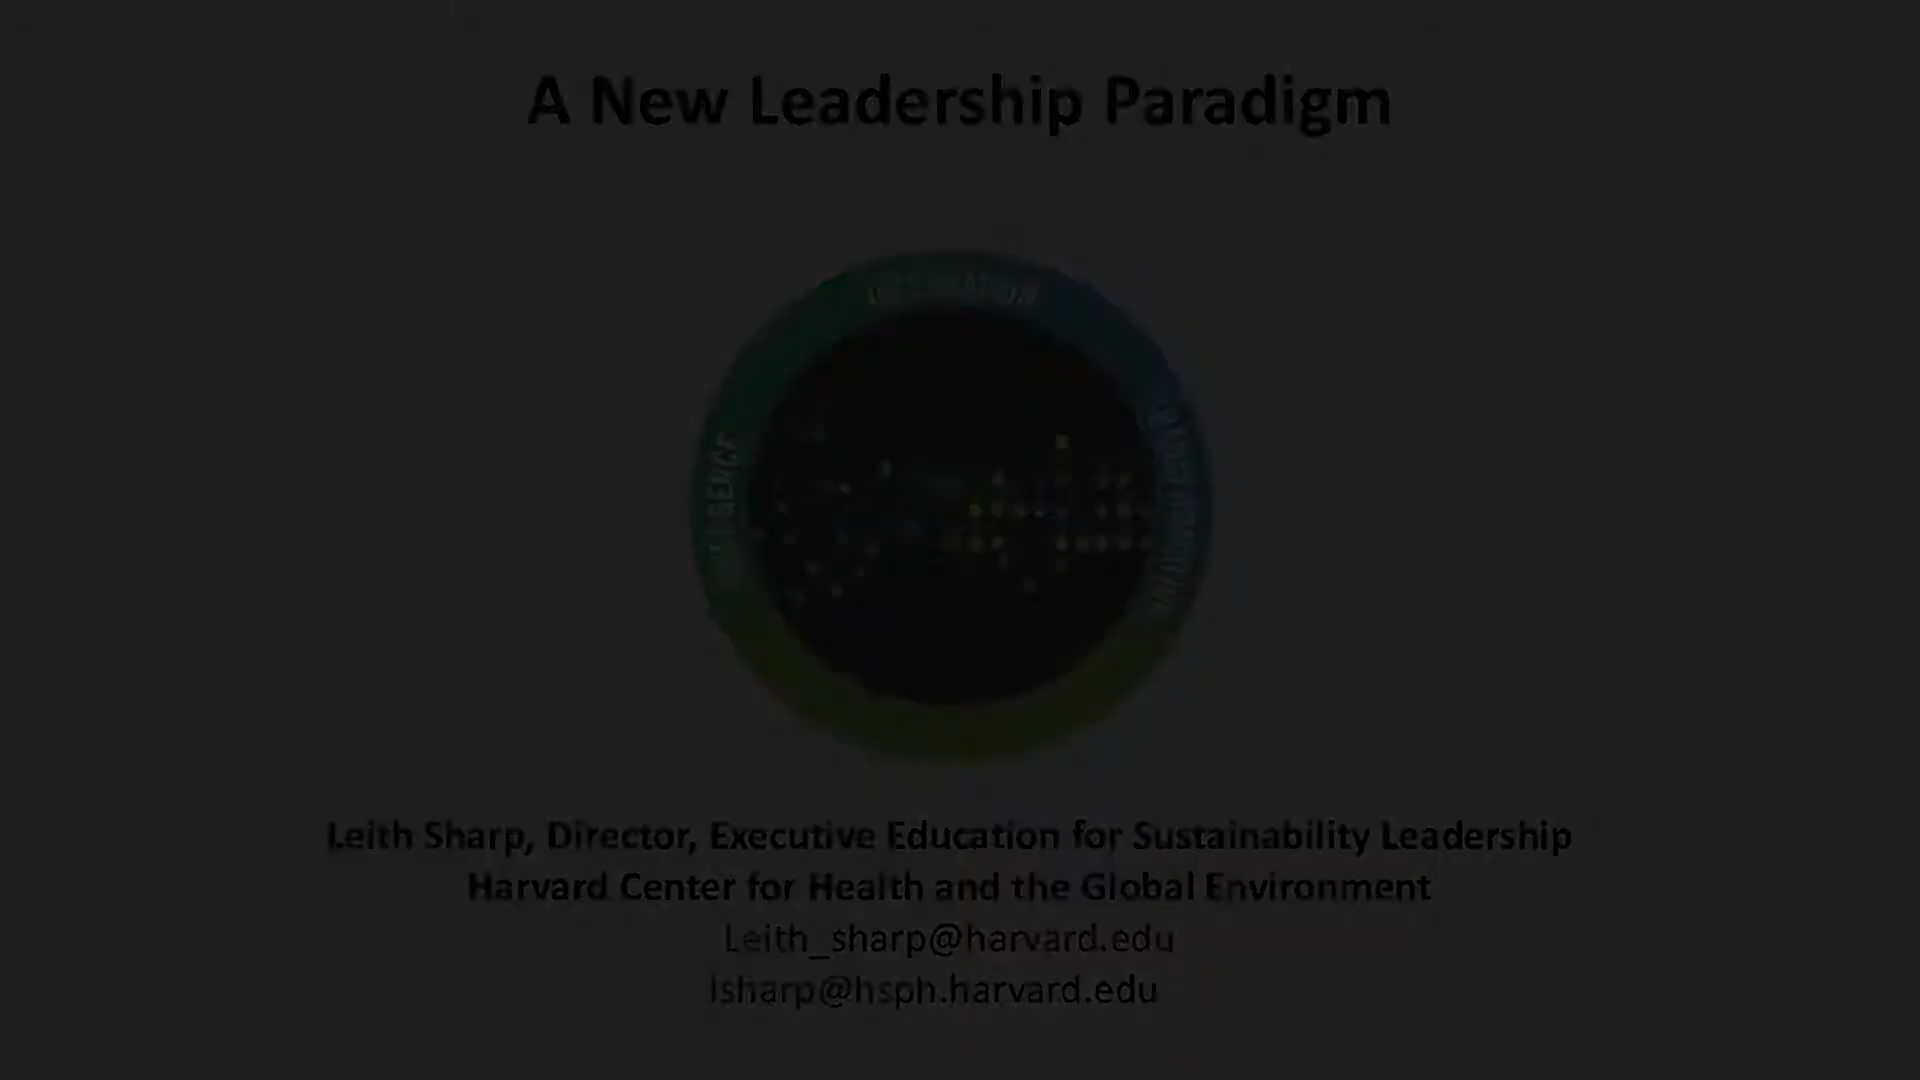 A New Leadership Paradigm
Leith Sharp, Director, Executive Education for Sustainability Leadership
Harvard Center for Health and the Global Environment
Leith_sharp@harvard.edu
lsharp@hsph.harvard.edu